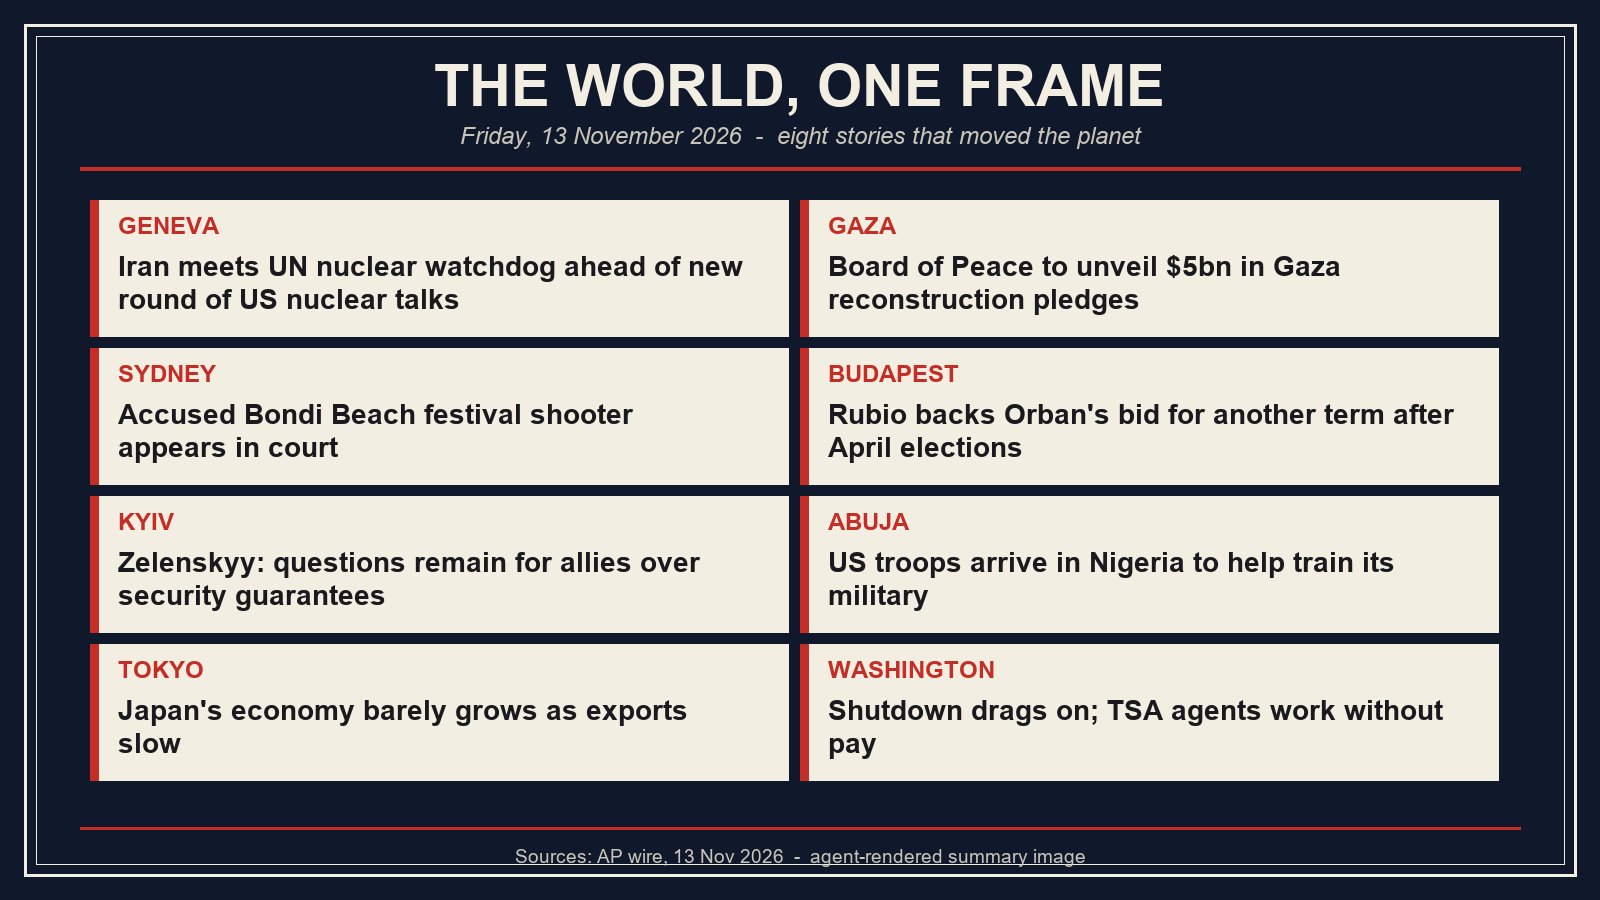 THE WORLD, ONE FRAME
Friday, 13 November 2026 - eight stories that moved the planet
GENEVA
Iran meets UN nuclear watchdog ahead of new
round of US nuclear talks
GAZA
Board of Peace to unveil $5bn in Gaza
reconstruction pledges
SYDNEY
Accused Bondi Beach festival shooter
appears in court
BUDAPEST
Rubio backs Orban's bid for another term after
April elections
KYIV
Zelenskyy: questions remain for allies over
security guarantees
ABUJA
US troops arrive in Nigeria to help train its
military
TOKYO
Japan's economy barely grows as exports
slow
WASHINGTON
Shutdown drags on; TSA agents work without
pay
Sources: AP wire, 13 Nov 2026 - agent-rendered summary image